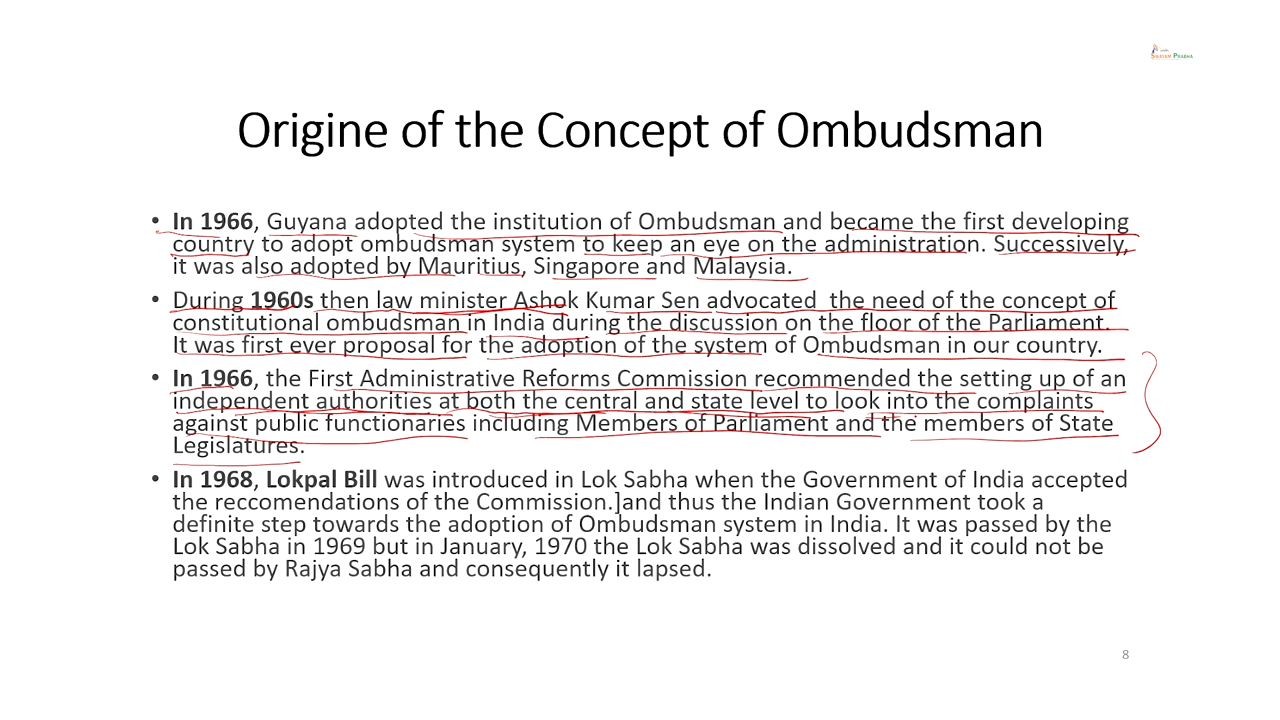 SWAYAM PRABHA
Origine of the Concept of Ombudsman
• In 1966, Guyana adopted the institution of Ombudsman and became the first developing
country to adopt ombudsman system to keep an eye on the administration. Successively,
it was also adopted by Mauritius, Singapore and Malaysia.
• During 1960s then law minister Ashok Kumar Sen advocated  the need of the concept of
constitutional ombudsman in India during the discussion on the floor of the Parliament.
It was first ever proposal for the adoption of the system of Ombudsman in our country.
• In 1966, the First Administrative Reforms Commission recommended the setting up of an
independent authorities at both the central and state level to look into the complaints
against public functionaries including Members of Parliament and the members of State
Legislatures.
• In 1968, Lokpal Bill was introduced in Lok Sabha when the Government of India accepted
the reccomendations of the Commission.]and thus the Indian Government took a
definite step towards the adoption of Ombudsman system in India. It was passed by the
Lok Sabha in 1969 but in January, 1970 the Lok Sabha was dissolved and it could not be
passed by Rajya Sabha and consequently it lapsed.
8